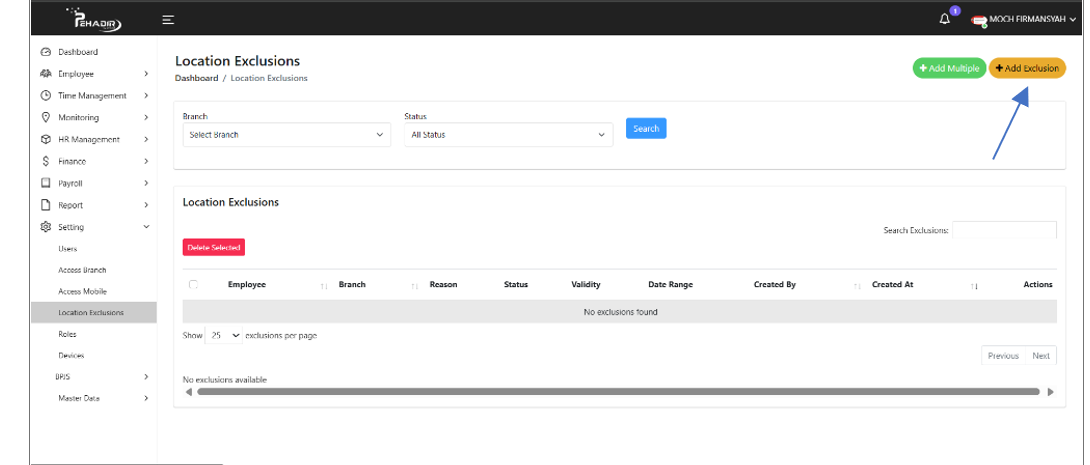 PEHADIR
1
MOCH FIRMANSYAH
Dashboard
Employee
Time Management
Monitoring
HR Management
Finance
Payroll
Report
Setting
Users
Access Branch
Access Mobile
Location Exclusions
Roles
Devices
BPJS
Master Data
Location Exclusions
Dashboard / Location Exclusions
+ Add Multiple
+ Add Exclusion
Branch
Select Branch
Status
All Status
Search
Location Exclusions
Search Exclusions:
Delete Selected
Employee Branch Reason Status Validity Date Range Created By Created At Actions
No exclusions found
Show 25 exclusions per page
Previous Next
No exclusions available